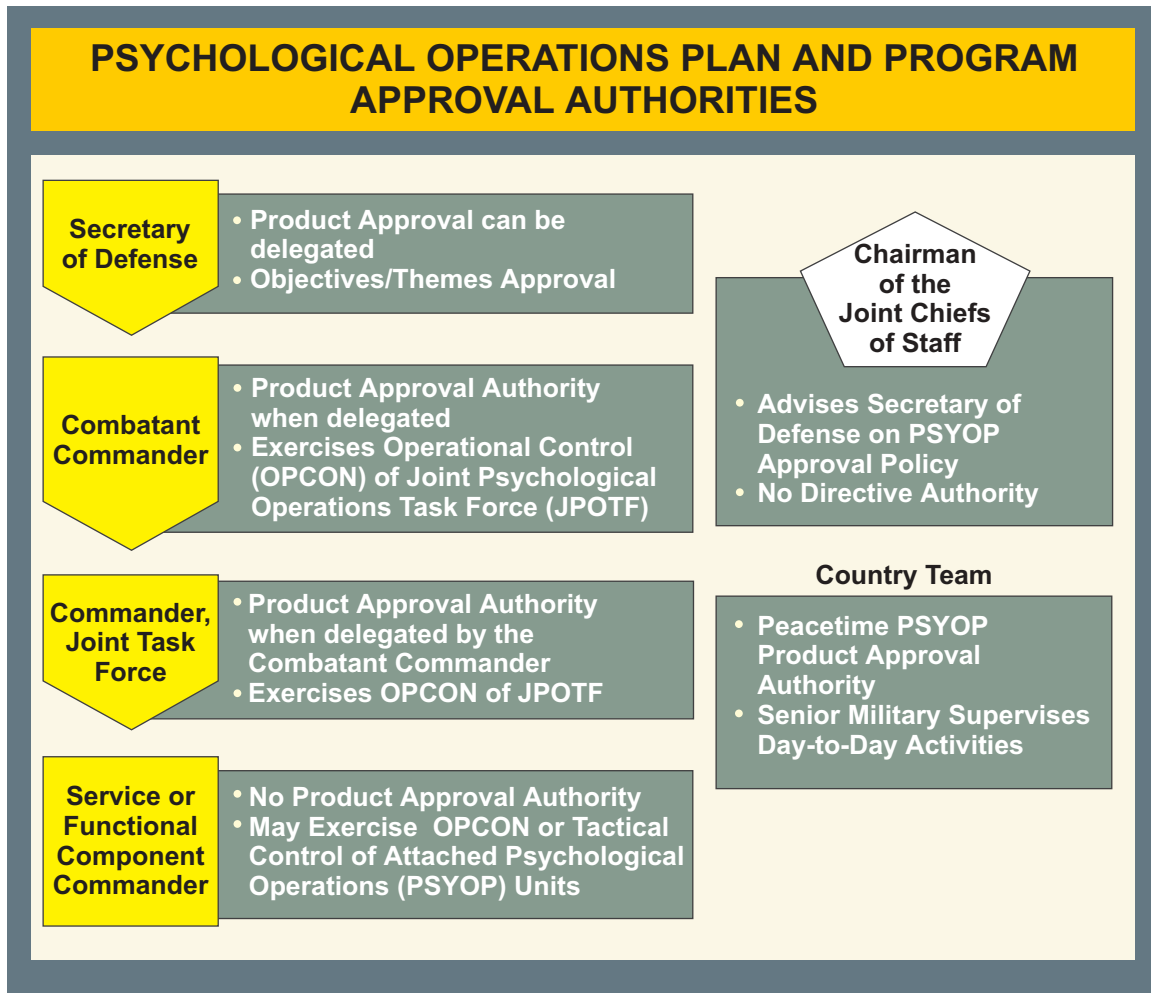 PSYCHOLOGICAL OPERATIONS PLAN AND PROGRAM
APPROVAL AUTHORITIES
Secretary
of Defense
• Product Approval can be
delegated
• Objectives/Themes Approval
Combatant
Commander
• Product Approval Authority
when delegated
• Exercises Operational Control
(OPCON) of Joint Psychological
Operations Task Force (JPOTF)
Commander,
Joint Task
Force
• Product Approval Authority
when delegated by the
Combatant Commander
• Exercises OPCON of JPOTF
Service or
Functional
Component
Commander
• No Product Approval Authority
• May Exercise OPCON or Tactical
Control of Attached Psychological
Operations (PSYOP) Units
Chairman
of the
Joint Chiefs
of Staff
• Advises Secretary of
Defense on PSYOP
Approval Policy
• No Directive Authority
Country Team
• Peacetime PSYOP
Product Approval
Authority
• Senior Military Supervises
Day-to-Day Activities